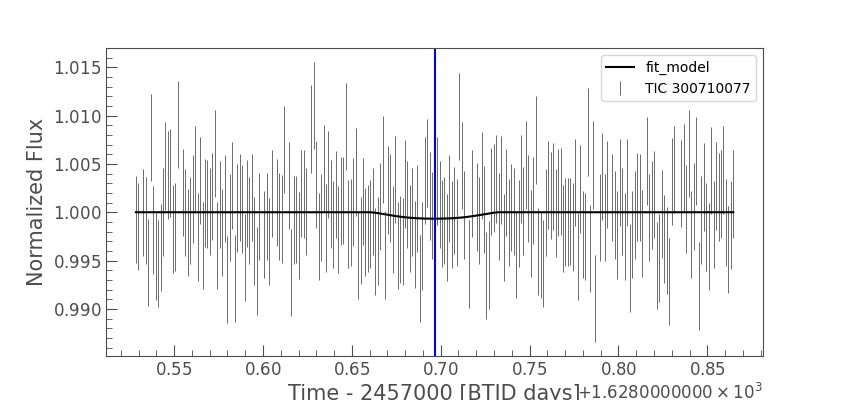 1.015
1.010
1.005
1.000
0.995
0.990
Normalized Flux
fit_model
TIC 300710077
0.55 0.60 0.65 0.70 0.75 0.80 0.85
Time - 2457000 [BTJD days]
+1.6280000000 × 10³